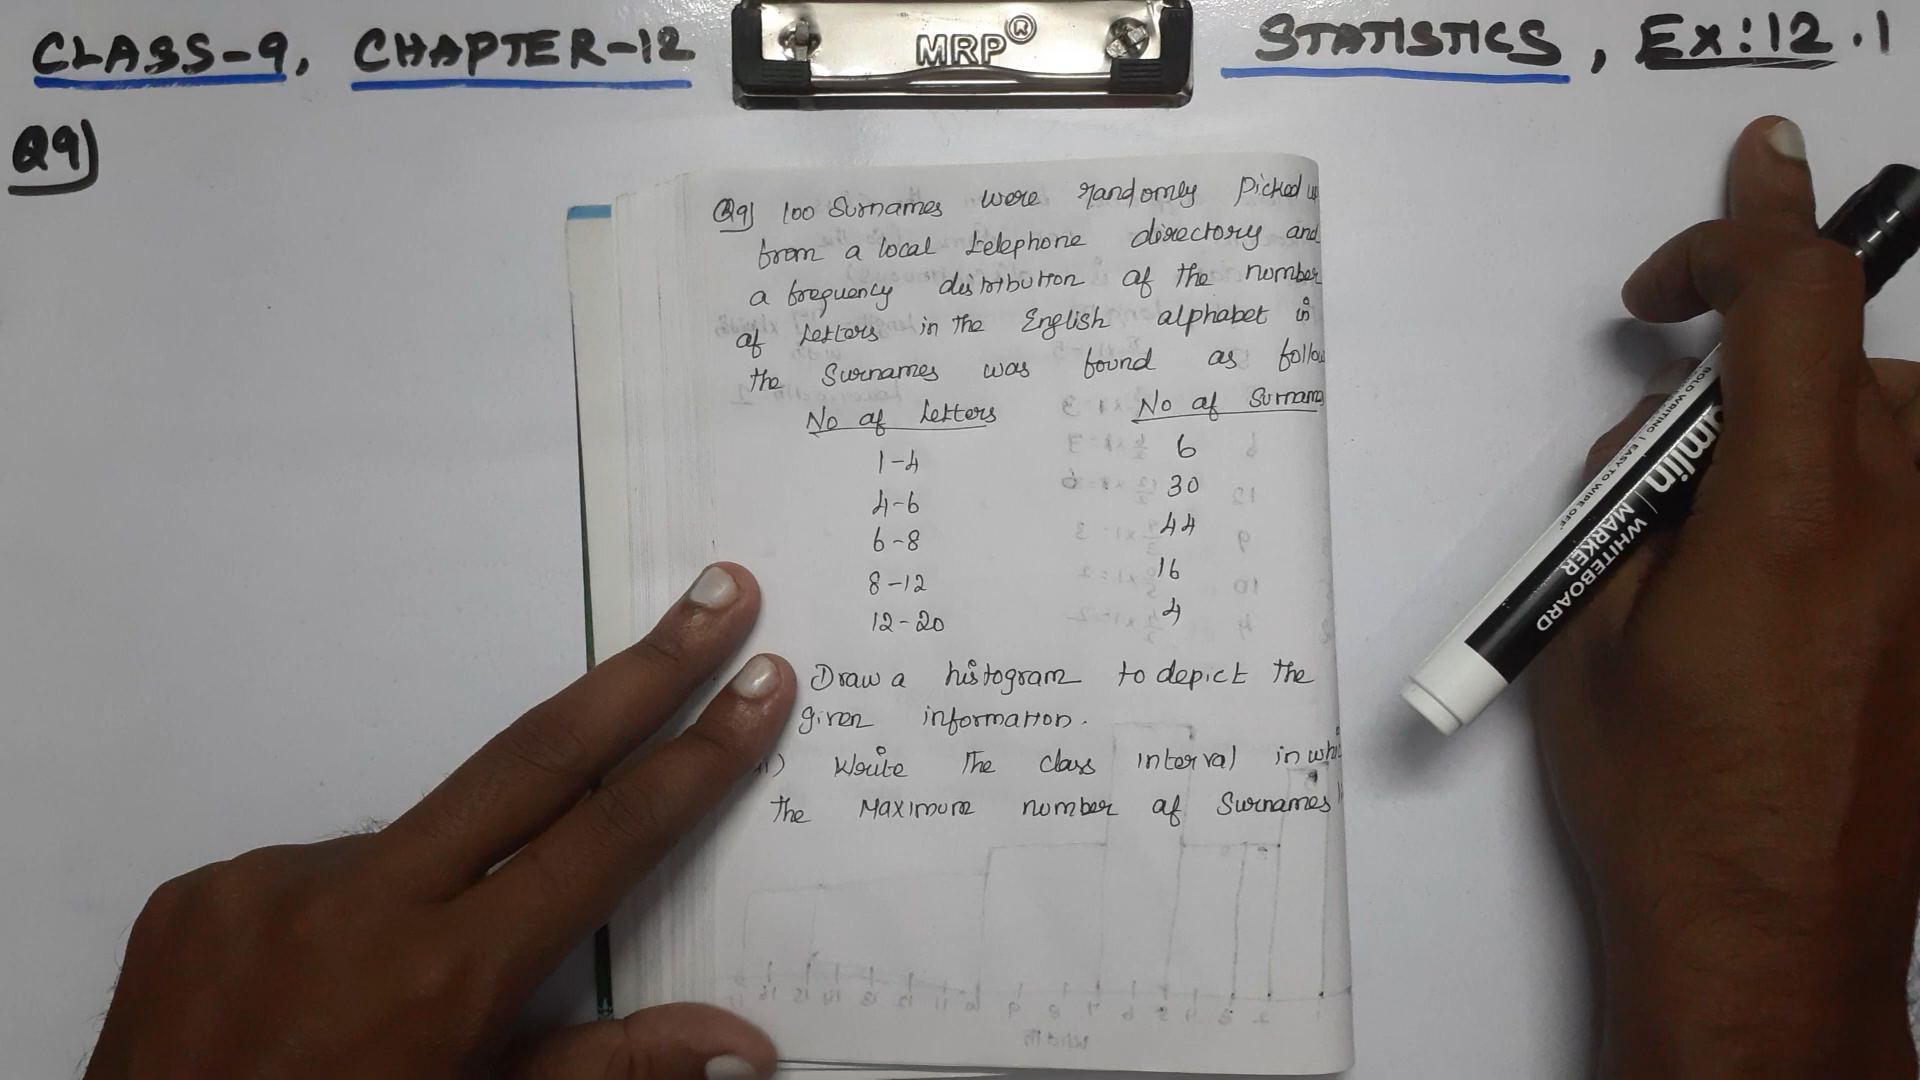 CLASS-9, CHAPTER-12
MRP®
STATISTICS, Ex:12.1
Q9)
Q9) 100 Surnames were randomly Picked
from a local telephone directory and
a frequency distribution of the number
of Letters in the English alphabet in
the Surnames was found as follow
No of Letters No of Surnam
1-4 6
4-6 30
6-8 44
8-12 16
12-20 4
Draw a histogram to depict the
given information.
Write The class interval in whi
the Maximum number of Surnames
WHITEBOARD
MARKER
BOLD WRITING | EASY TO WIPE OFF